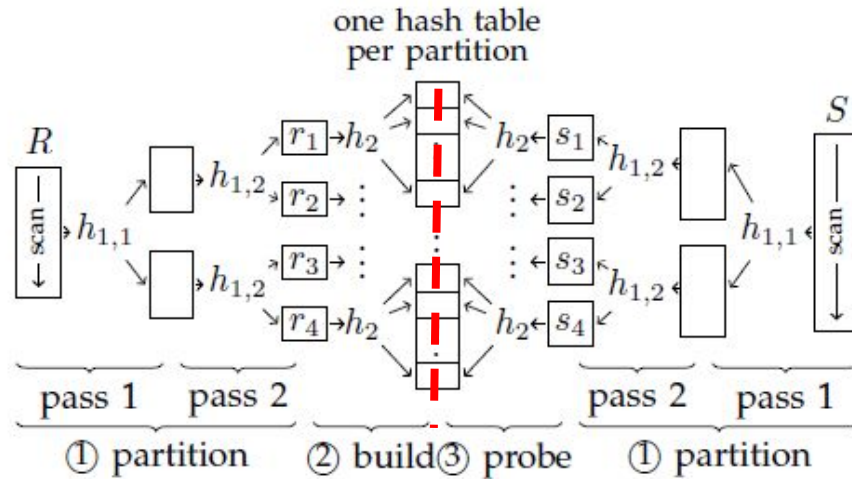 one hash table
per partition
R
S
scan
h1,1
h1,2
h1,2
r1
r2
r3
r4
h2
h2
⋮
⋮
h2
h2
s1
s2
s3
s4
h1,2
h1,2
h1,1
scan
pass 1
pass 2
pass 2
pass 1
① partition
② build
③ probe
① partition